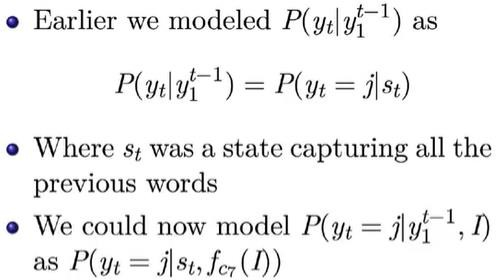 • Earlier we modeled P(y_t|y_1^{t−1}) as
P(y_t|y_1^{t−1}) = P(y_t = j|s_t)
• Where s_t was a state capturing all the
previous words
• We could now model P(y_t = j|y_1^{t−1}, I)
as P(y_t = j|s_t, f_{c_7}(I))